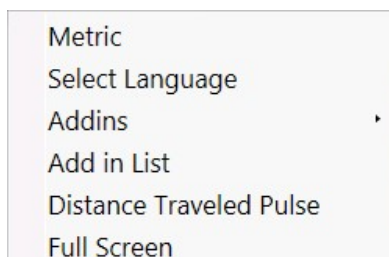 Metric
Select Language
Addins
Add in List
Distance Traveled Pulse
Full Screen